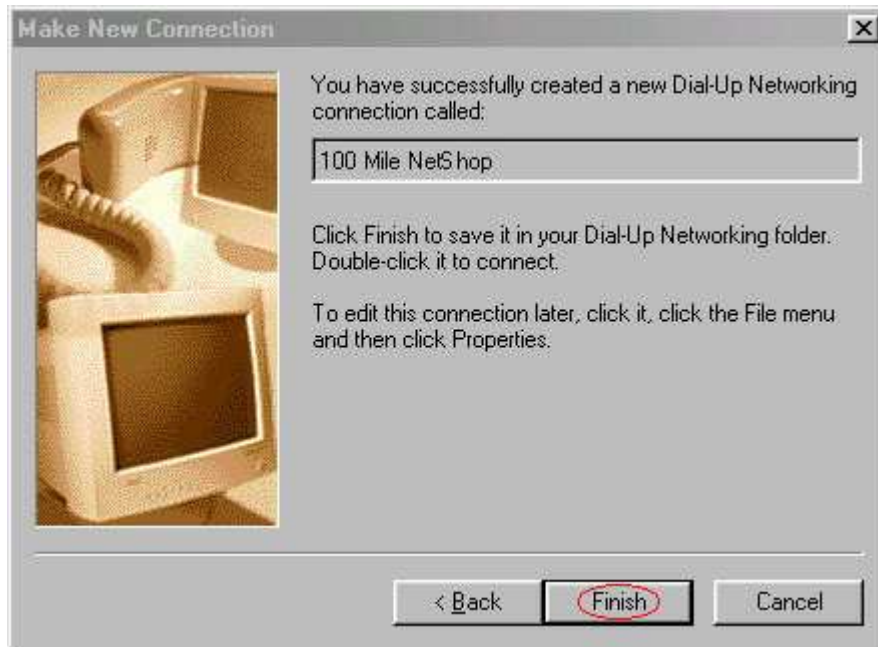 Make New Connection
You have successfully created a new Dial-Up Networking
connection called:
100 Mile NetShop
Click Finish to save it in your Dial-Up Networking folder.
Double-click it to connect.
To edit this connection later, click it, click the File menu
and then click Properties.
< Back
Finish
Cancel